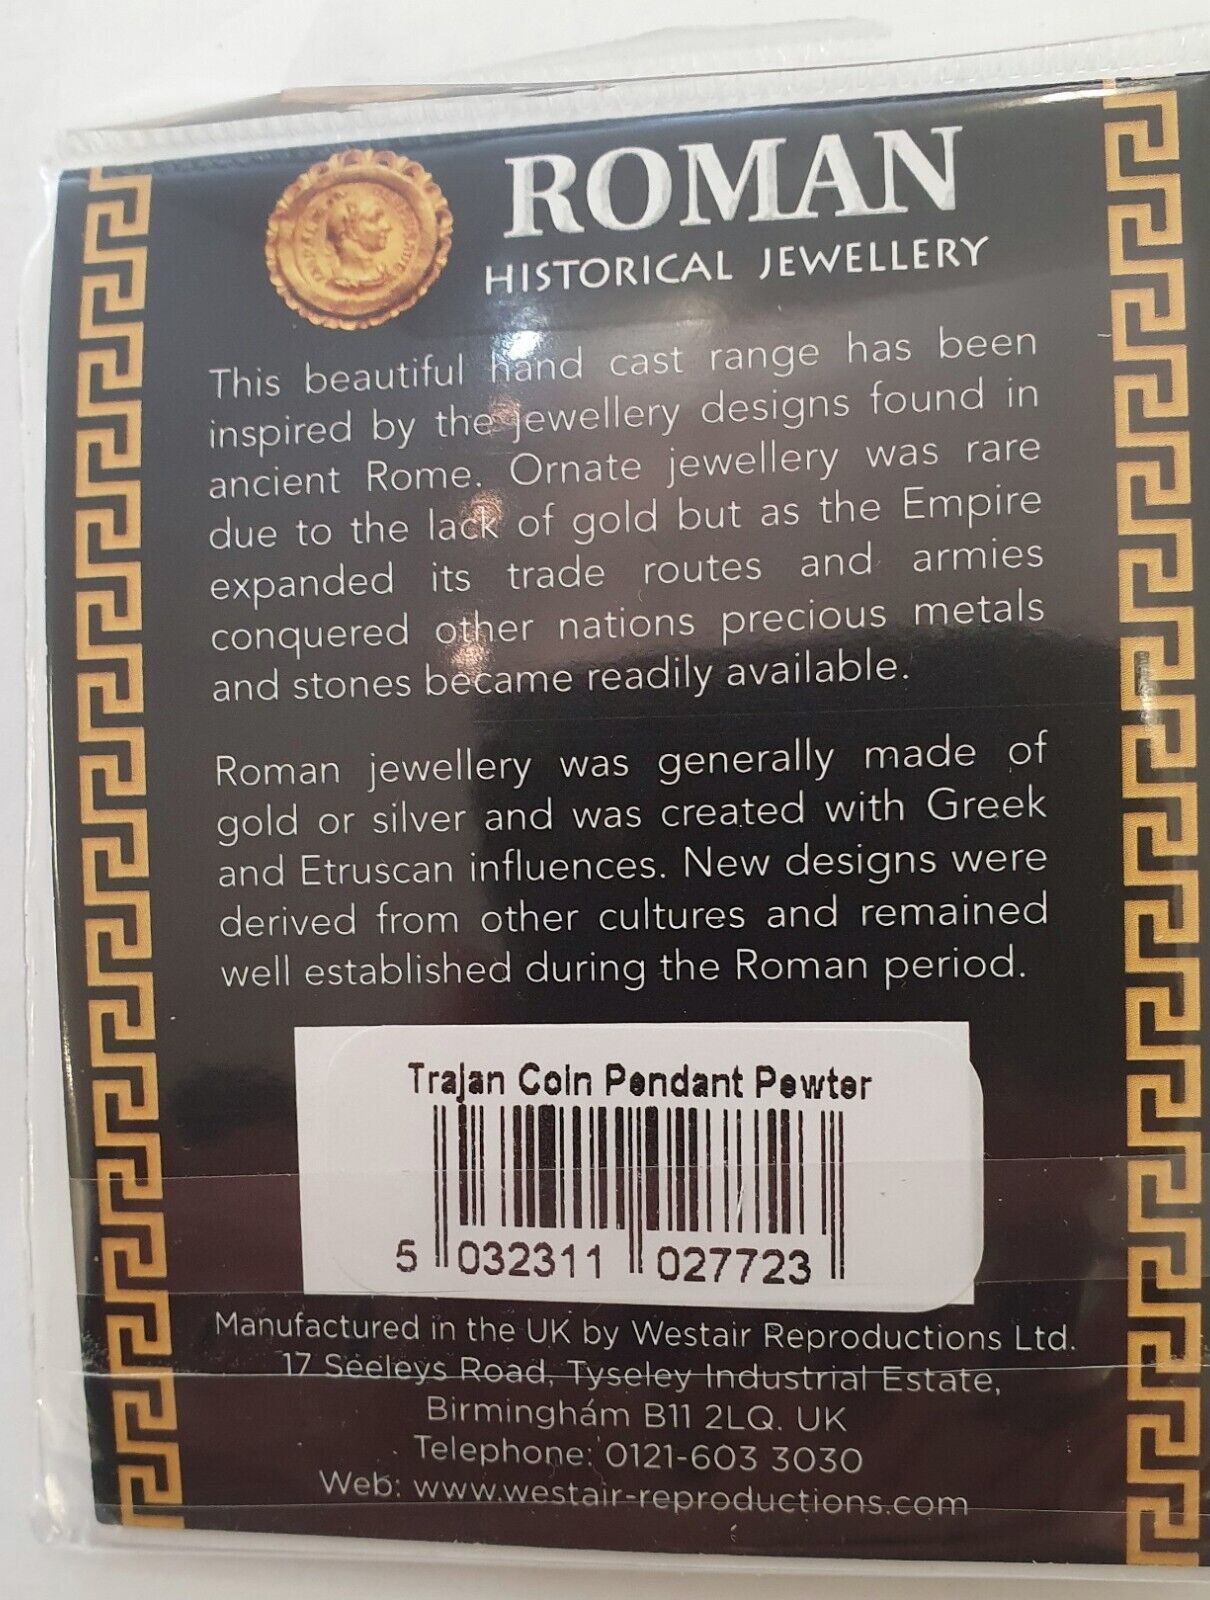 ROMAN
HISTORICAL JEWELLERY
This beautiful hand cast range has been
inspired by the jewellery designs found in
ancient Rome. Ornate jewellery was rare
due to the lack of gold but as the Empire
expanded its trade routes and armies
conquered other nations precious metals
and stones became readily available.
Roman jewellery was generally made of
gold or silver and was created with Greek
and Etruscan influences. New designs were
derived from other cultures and remained
well established during the Roman period.
Trajan Coin Pendant Pewter
5 032311 027723
Manufactured in the UK by Westair Reproductions Ltd.
17 Seeleys Road, Tyseley Industrial Estate,
Birmingham B11 2LQ. UK
Telephone: 0121-603 3030
Web: www.westair-reproductions.com